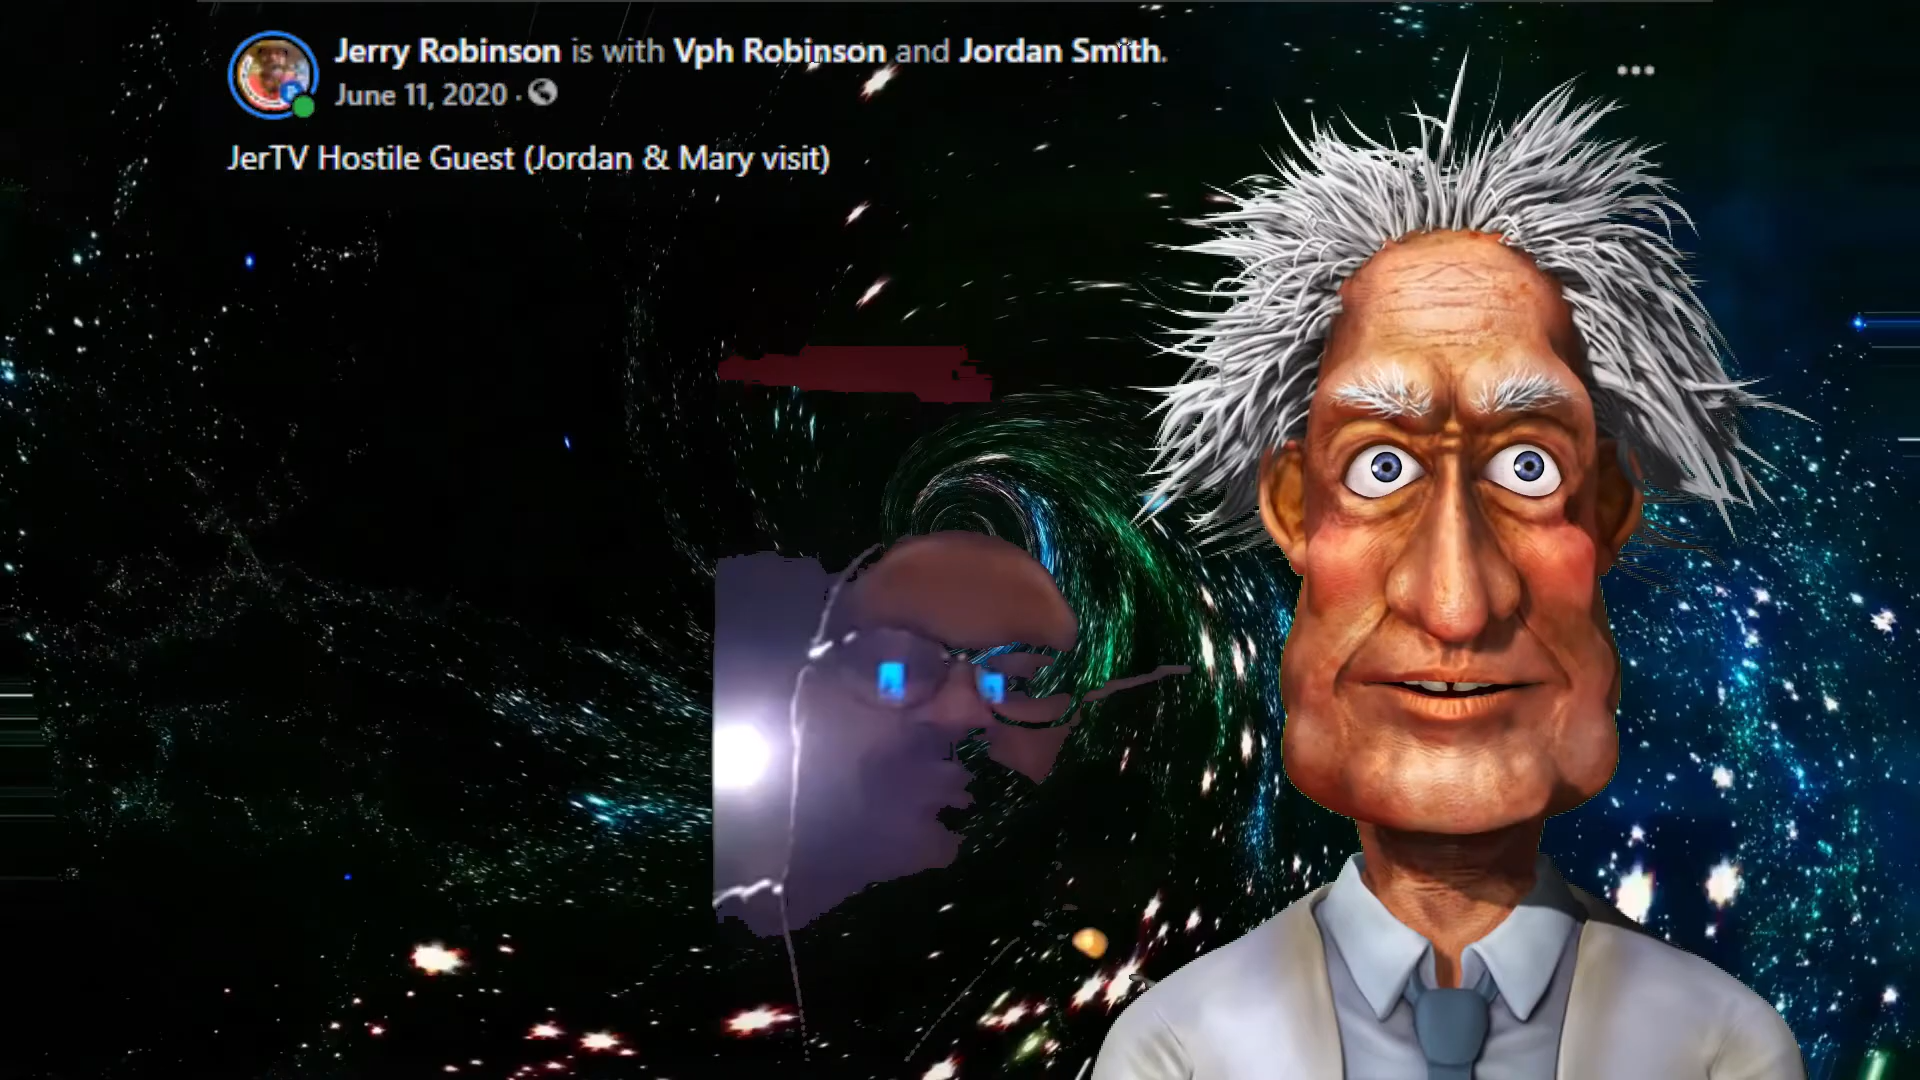 Jerry Robinson is with Vph Robinson and Jordan Smith.
June 11, 2020 ·
JerTV Hostile Guest (Jordan & Mary visit)